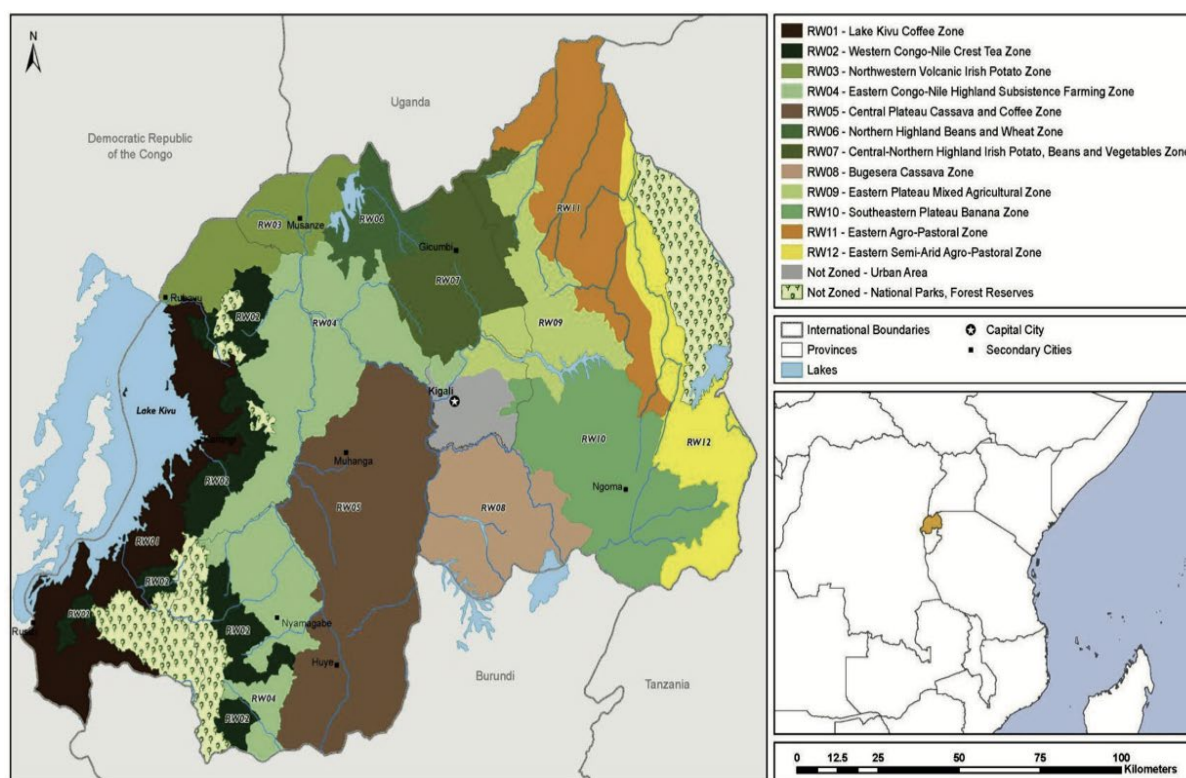 N
Uganda
Democratic Republic
of the Congo
RW03
Musanze
RW06
Gicumbi
RW11
RW07
Rubavu
RW02
RW04
RW09
Lake Kivu
Kigali
RW12
RW10
Muhanga
RW02
Ngoma
RW05
RW08
RW01
RW02
RW02
Nyamagabe
RW02
Huye
RW04
RW02
Burundi
Tanzania
RW01 - Lake Kivu Coffee Zone
RW02 - Western Congo-Nile Crest Tea Zone
RW03 - Northwestern Volcanic Irish Potato Zone
RW04 - Eastern Congo-Nile Highland Subsistence Farming Zone
RW05 - Central Plateau Cassava and Coffee Zone
RW06 - Northern Highland Beans and Wheat Zone
RW07 - Central-Northern Highland Irish Potato, Beans and Vegetables Zone
RW08 - Bugesera Cassava Zone
RW09 - Eastern Plateau Mixed Agricultural Zone
RW10 - Southeastern Plateau Banana Zone
RW11 - Eastern Agro-Pastoral Zone
RW12 - Eastern Semi-Arid Agro-Pastoral Zone
Not Zoned - Urban Area
Not Zoned - National Parks, Forest Reserves
International Boundaries
Capital City
Provinces
Secondary Cities
Lakes
0 12.5 25 50 75 100
Kilometers